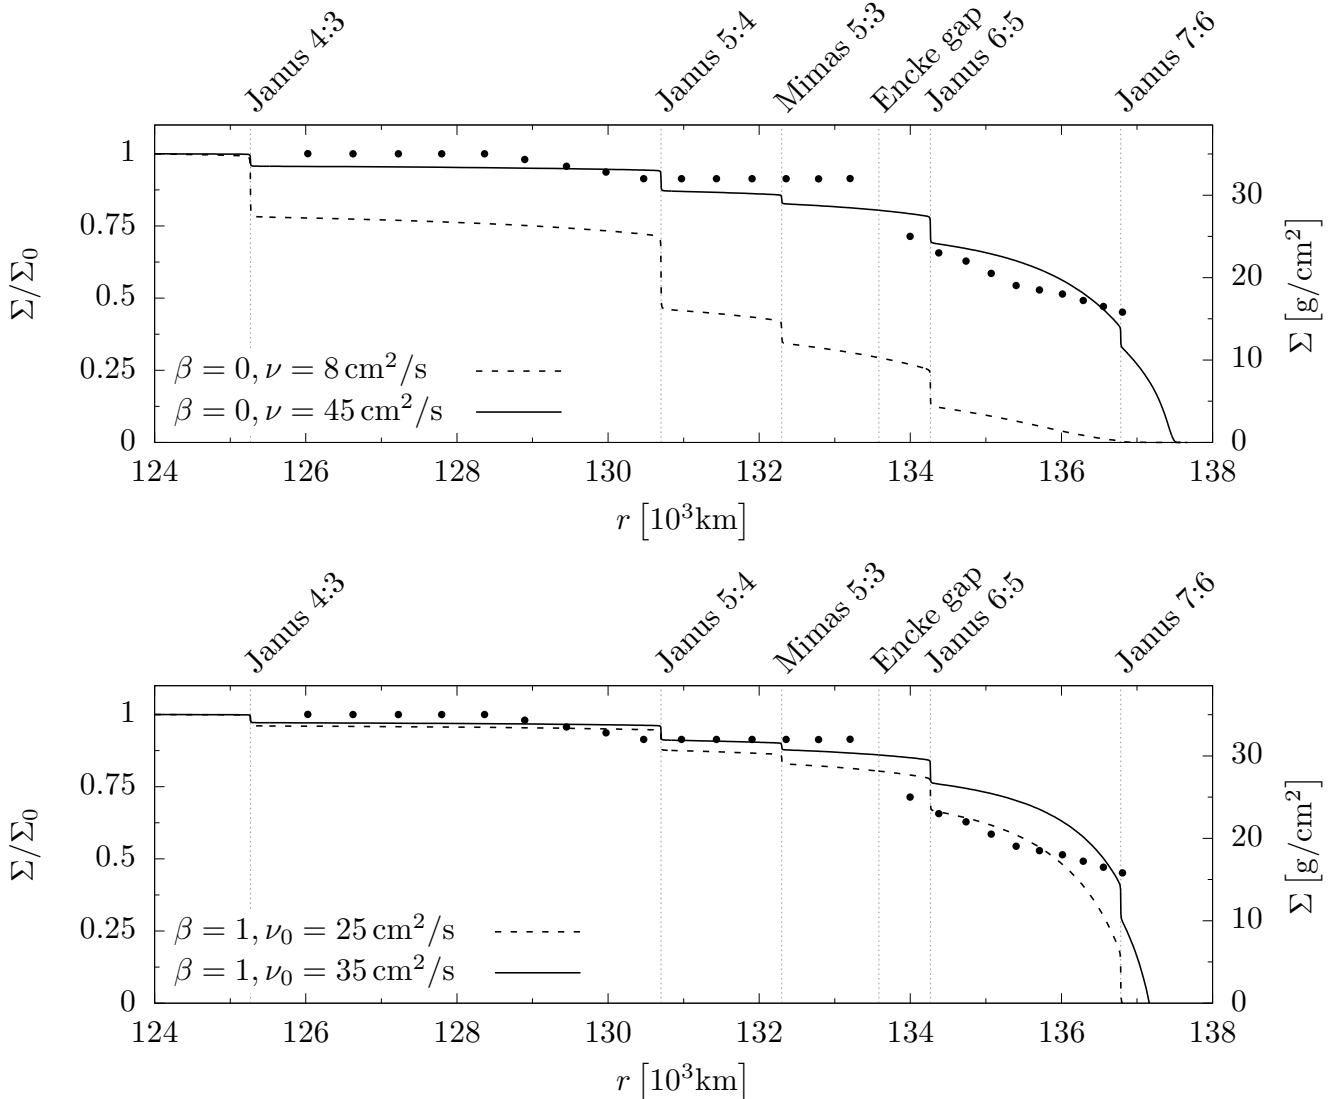 Janus 4:3
Janus 5:4
Mimas 5:3
Encke gap
Janus 6:5
Janus 7:6
1
0.75
0.5
0.25
0
Σ/Σ₀
30
20
10
0
Σ [g/cm²]
β = 0, ν = 8 cm²/s
β = 0, ν = 45 cm²/s
124 126 128 130 132 134 136 138
r [10³km]
Janus 4:3
Janus 5:4
Mimas 5:3
Encke gap
Janus 6:5
Janus 7:6
1
0.75
0.5
0.25
0
Σ/Σ₀
30
20
10
0
Σ [g/cm²]
β = 1, ν₀ = 25 cm²/s
β = 1, ν₀ = 35 cm²/s
124 126 128 130 132 134 136 138
r [10³km]